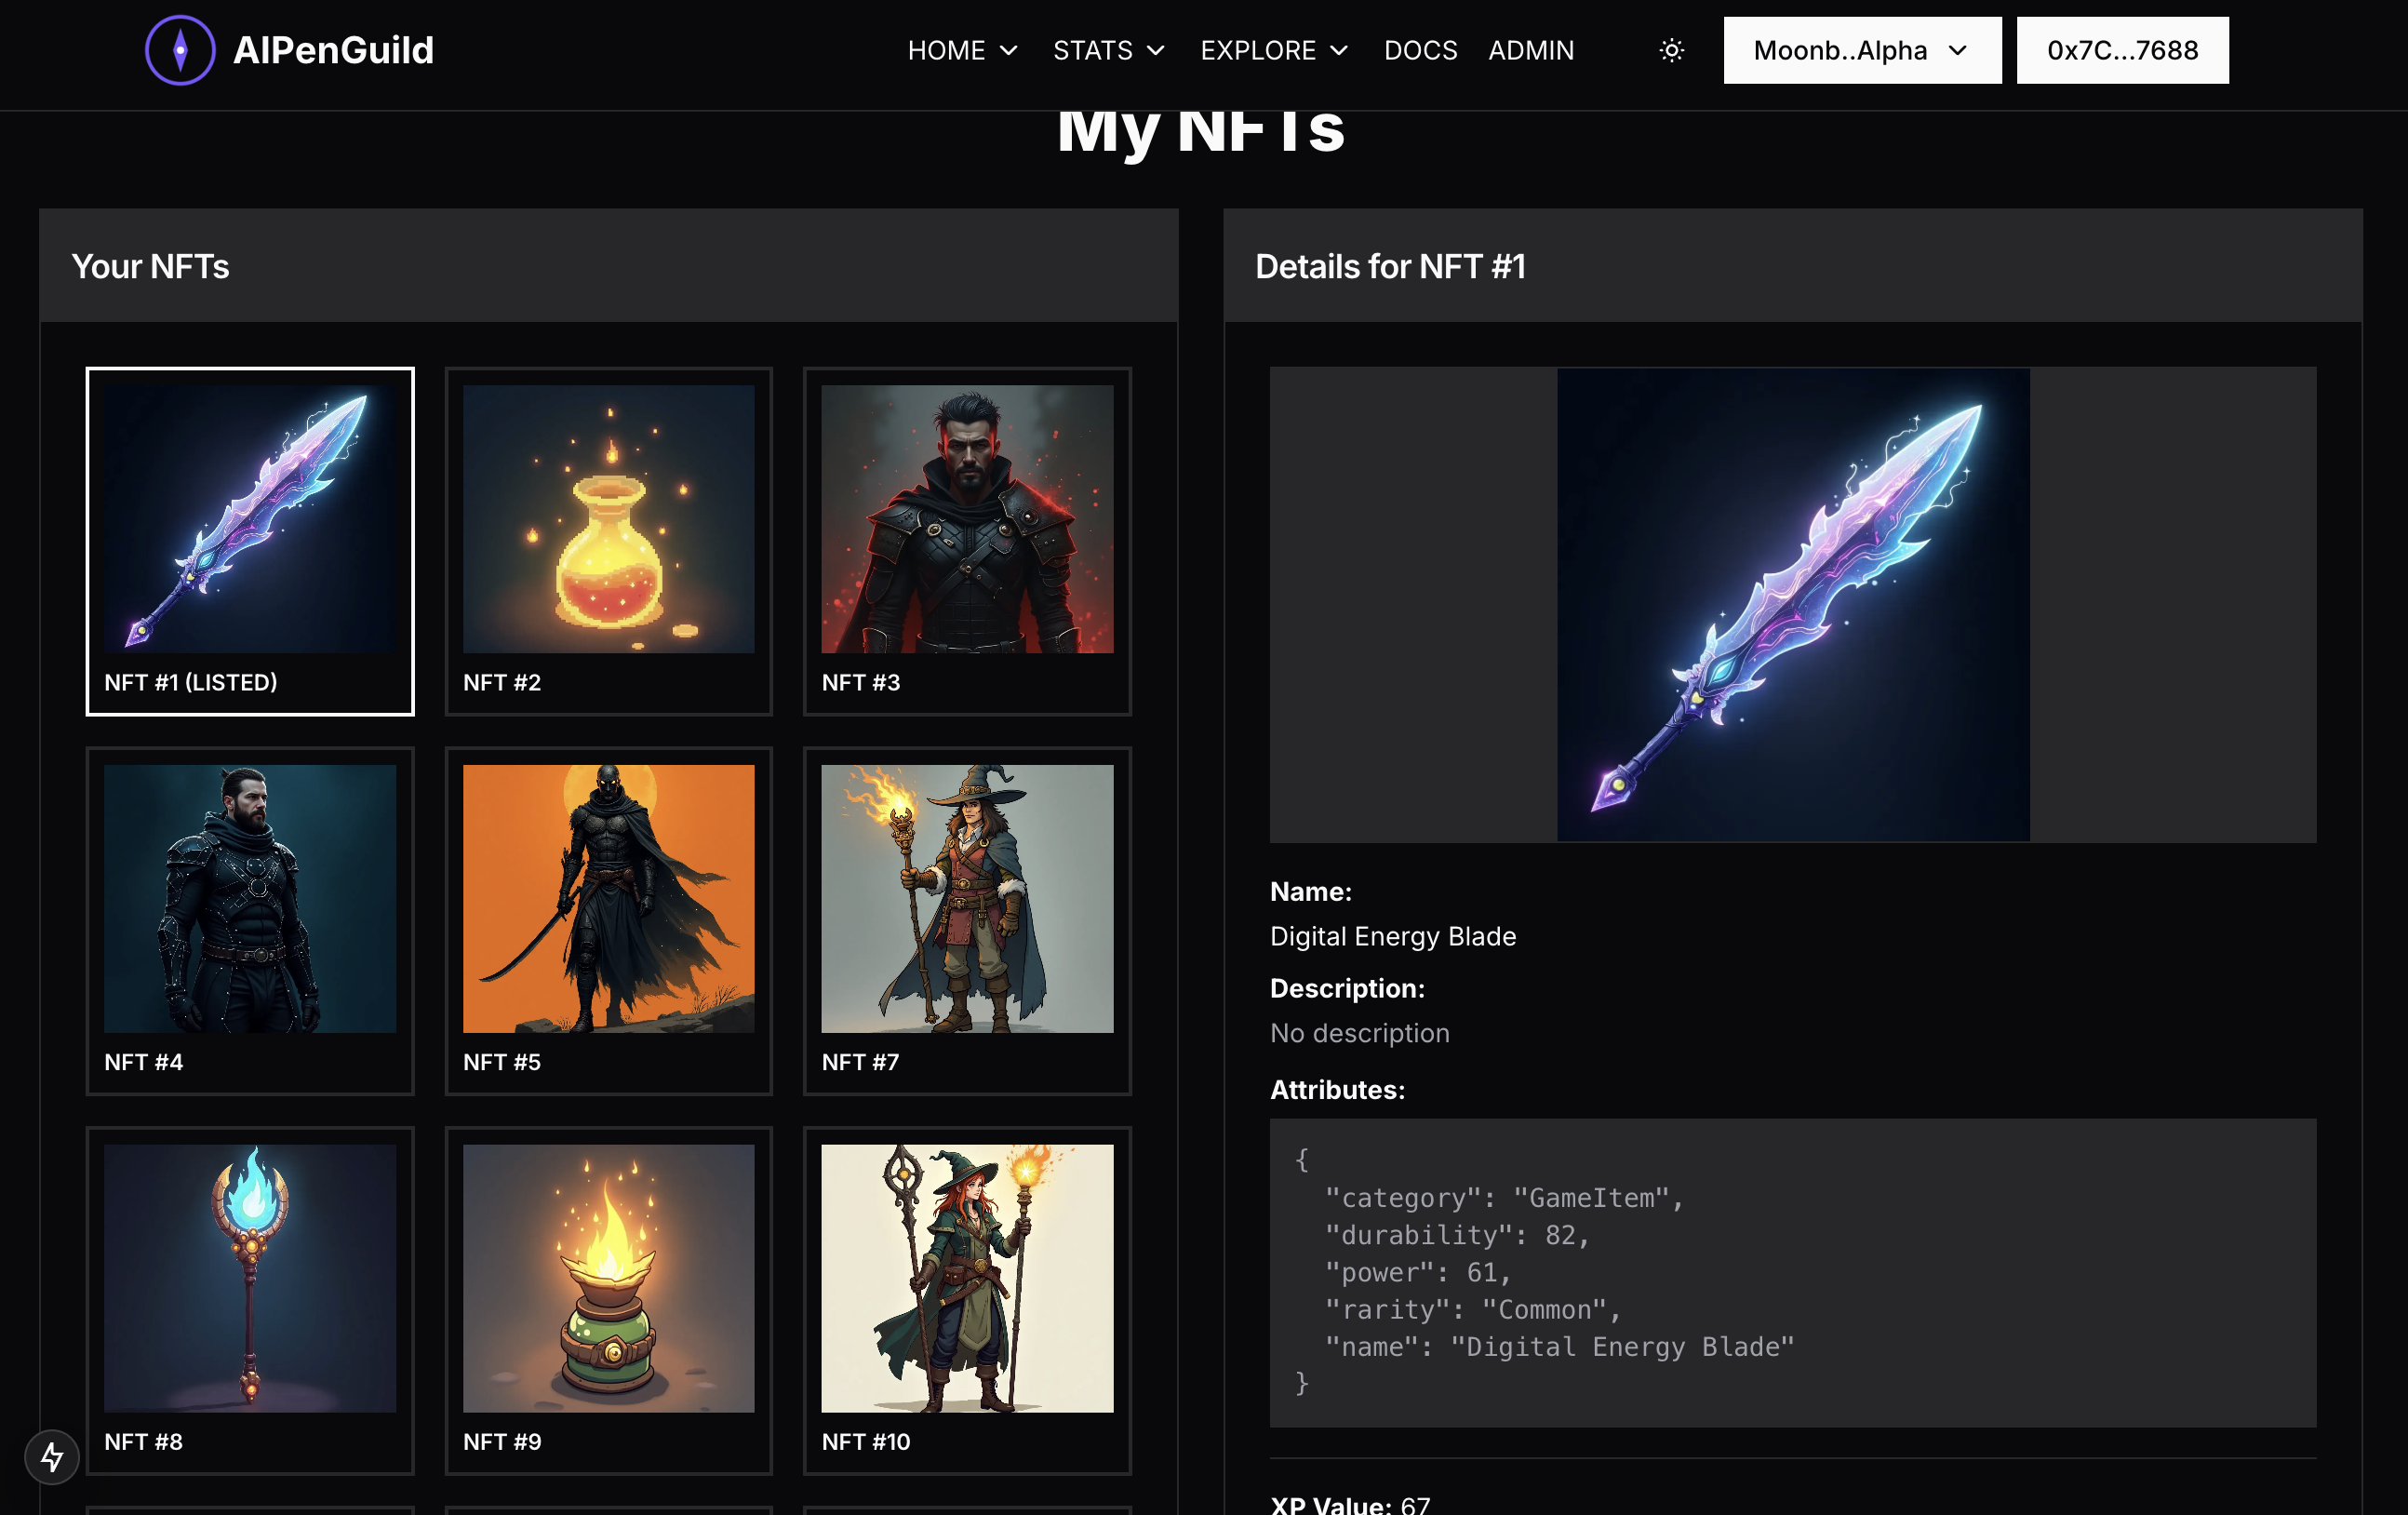 AIPenGuild
HOME
STATS
EXPLORE
DOCS
ADMIN
Moonb..Alpha
0x7C...7688
My NFTs
Your NFTs
NFT #1 (LISTED)
NFT #2
NFT #3
NFT #4
NFT #5
NFT #7
NFT #8
NFT #9
NFT #10
Details for NFT #1
Name:
Digital Energy Blade
Description:
No description
Attributes:
{
"category": "GameItem",
"durability": 82,
"power": 61,
"rarity": "Common",
"name": "Digital Energy Blade"
}
XP Value: 67